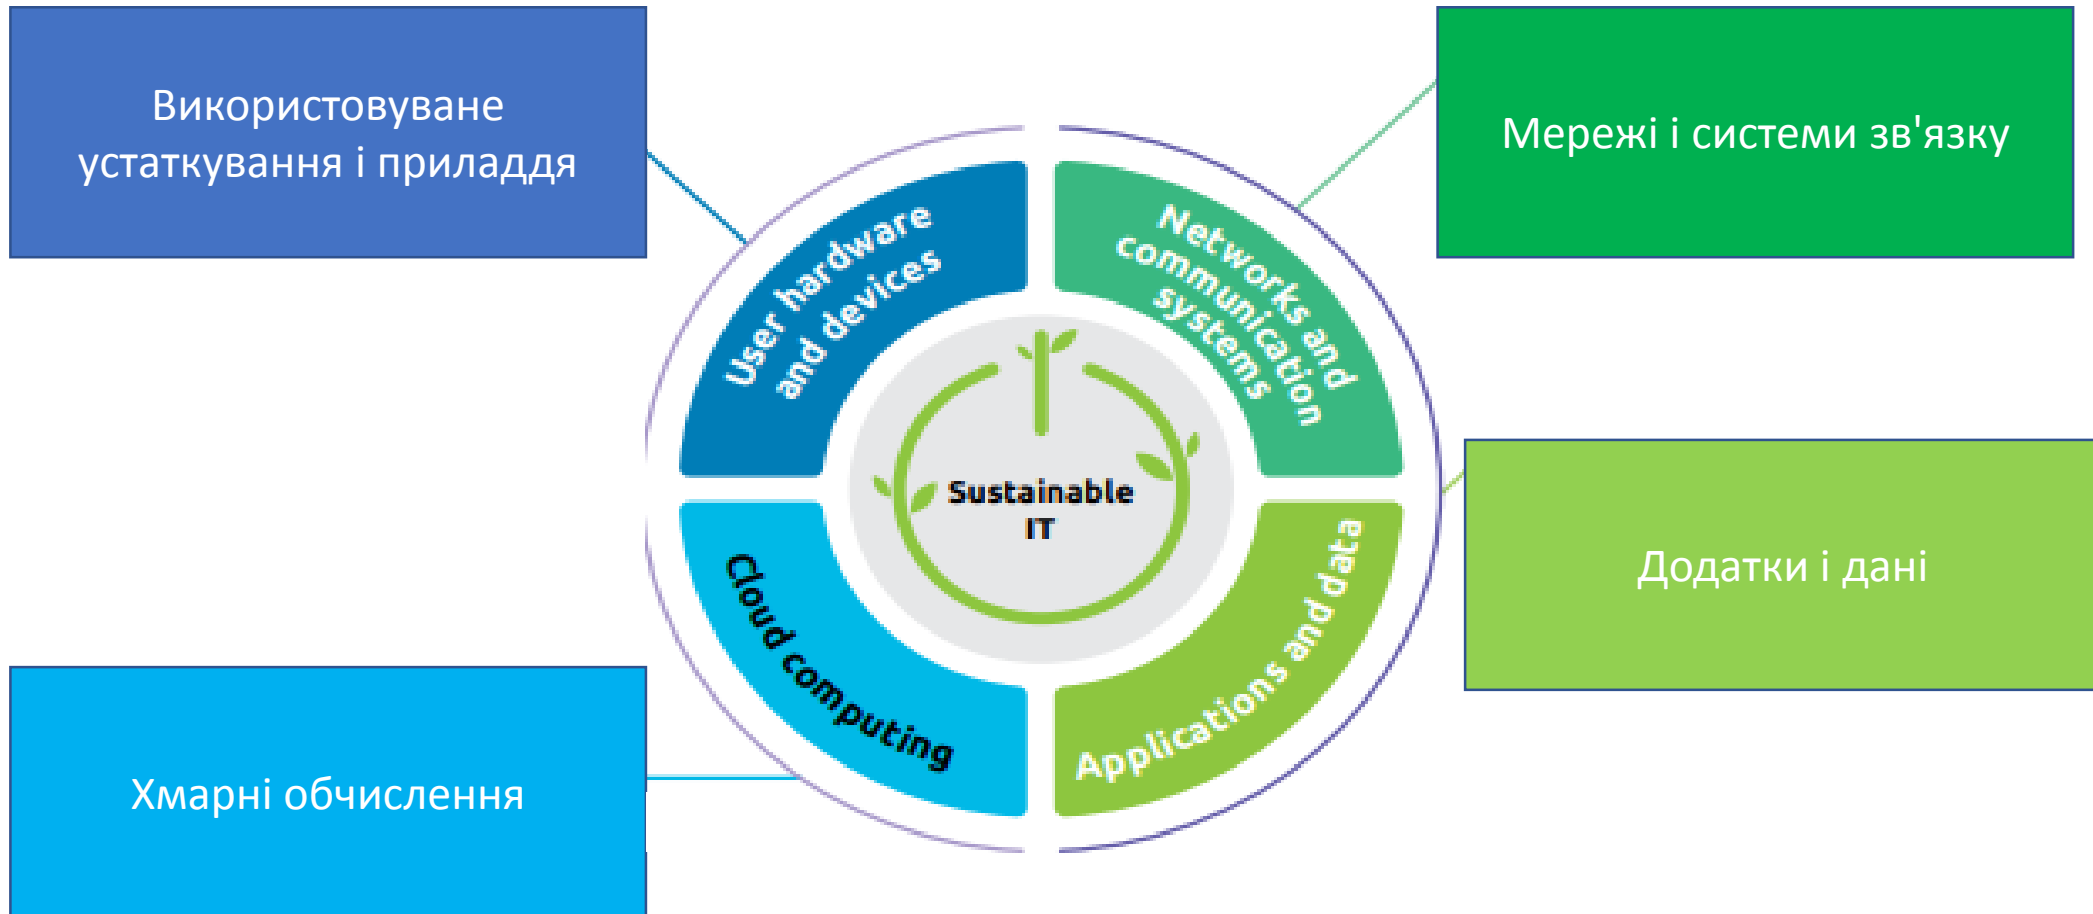 Використовуване
устаткування і приладдя
Мережі і системи зв'язку
User hardware
and devices
Networks and
communication
systems
Sustainable
IT
Cloud computing
Applications and data
Додатки і дані
Хмарні обчислення